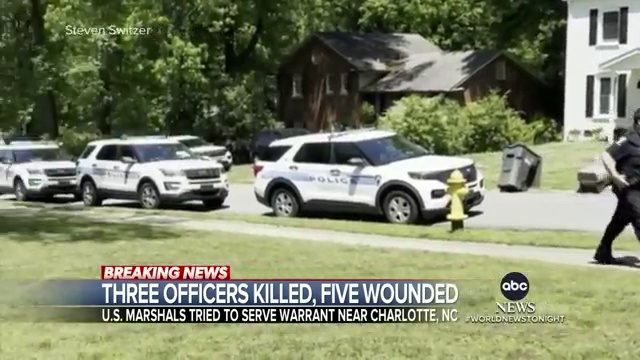 Steven Switzer
POLICE
BREAKING NEWS
THREE OFFICERS KILLED, FIVE WOUNDED
U.S. MARSHALS TRIED TO SERVE WARRANT NEAR CHARLOTTE, NC
abc
NEWS
#WORLDNEWSTONIGHT